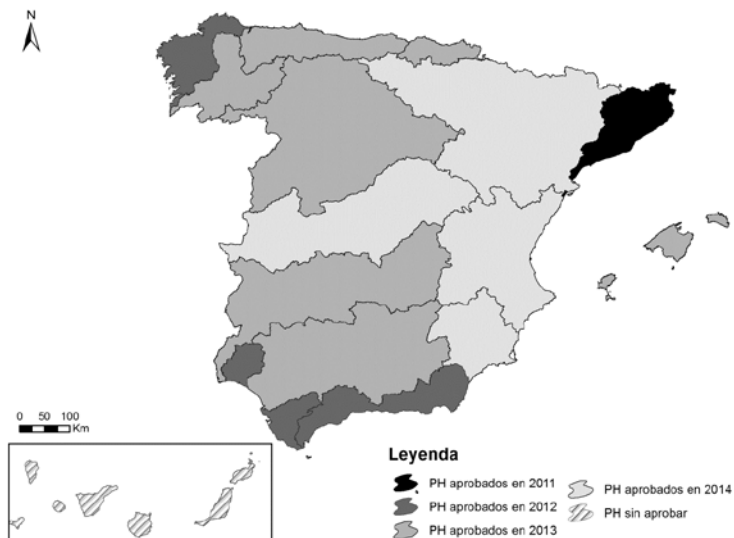 N
0 50 100
Km
Leyenda
PH aprobados en 2011
PH aprobados en 2012
PH aprobados en 2013
PH aprobados en 2014
PH sin aprobar